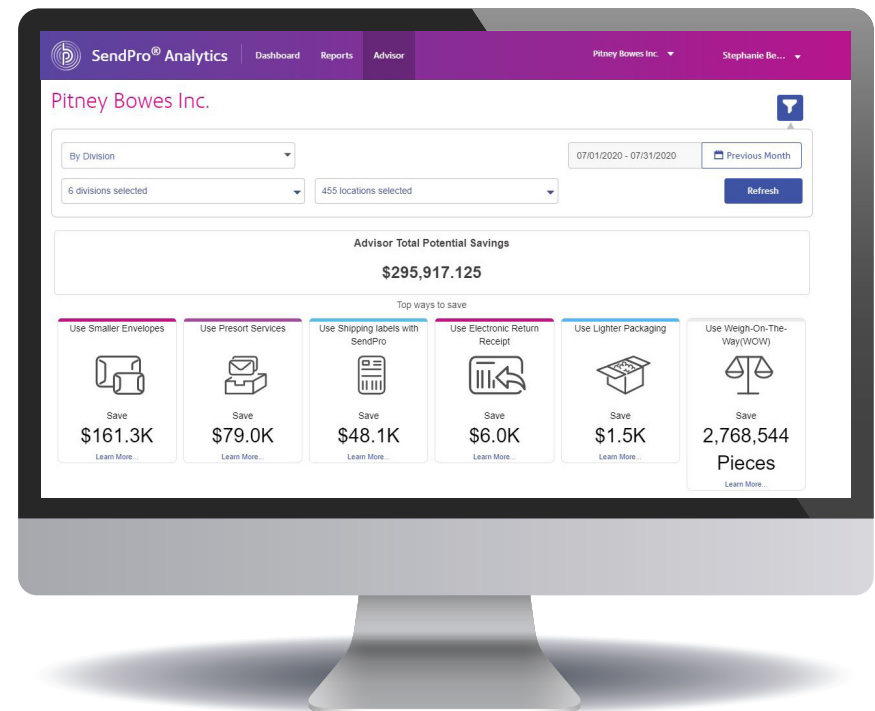 SendPro® Analytics
Dashboard
Reports
Advisor
Pitney Bowes Inc.
Stephanie Be...
Pitney Bowes Inc.
By Division
07/01/2020 - 07/31/2020
Previous Month
6 divisions selected
455 locations selected
Refresh
Advisor Total Potential Savings
$295,917.125
Top ways to save
Use Smaller Envelopes
Save
$161.3K
Learn More...
Use Presort Services
Save
$79.0K
Learn More...
Use Shipping labels with
SendPro
Save
$48.1K
Learn More...
Use Electronic Return
Receipt
Save
$6.0K
Learn More...
Use Lighter Packaging
Save
$1.5K
Learn More...
Use Weigh-On-The-
Way(WOW)
Save
2,768,544
Pieces
Learn More...